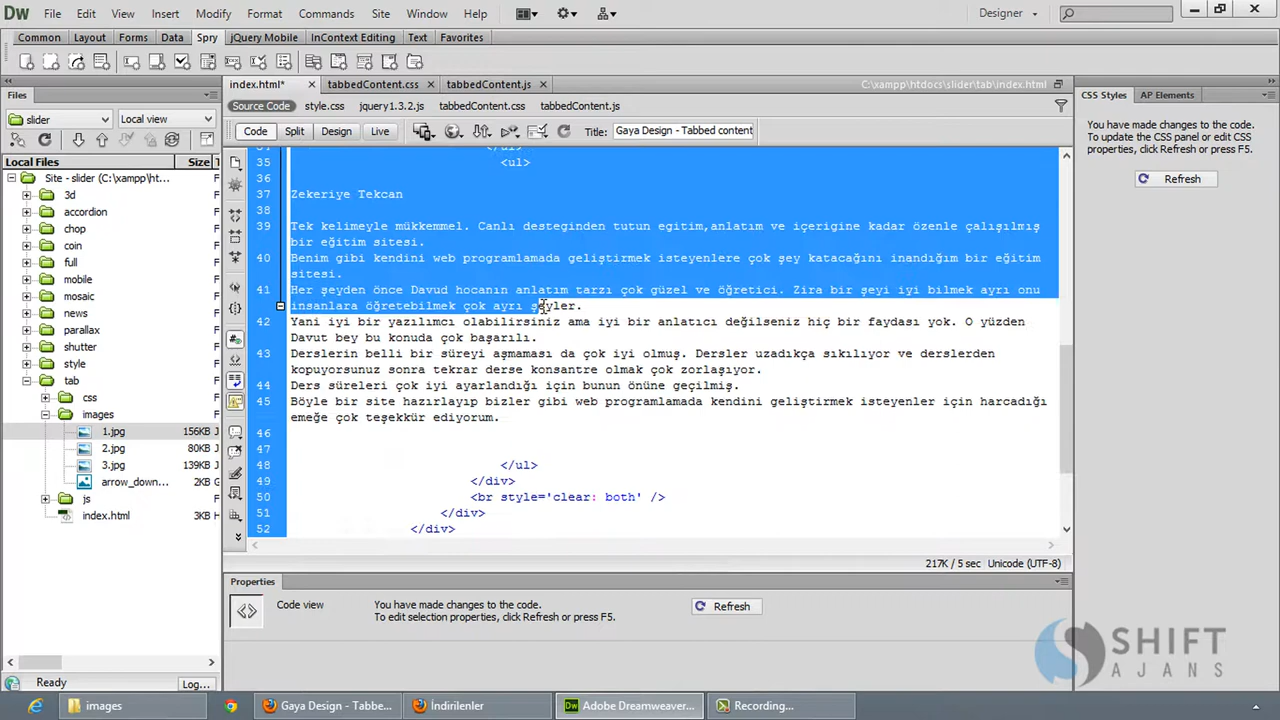 Dw File Edit View Insert Modify Format Commands Site Window Help Designer
Common Layout Forms Data Spry jQuery Mobile InContext Editing Text Favorites
Files
index.html* tabbedContent.css tabbedContent.js C:\xampp\htdocs\slider\tab\index.html
CSS Styles AP Elements
slider Local view
Source Code style.css jquery1.3.2.js tabbedContent.css tabbedContent.js
Code Split Design Live Title: Gaya Design - Tabbed content
You have made changes to the code.
To update the CSS panel or edit CSS
properties, click Refresh or press F5.
Refresh
Local Files Size
Site - slider (C:\xampp\ht...
3d
accordion
chop
coin
full
mobile
mosaic
news
parallax
shutter
style
tab
css
images
1.jpg 156KB J
2.jpg 80KB J
3.jpg 139KB J
arrow_down... 2KB G
js
index.html 3KB F
34 </ul>
35 <ul>
36
37 Zekeriye Tekcan
38
39 Tek kelimeyle mükkemmel. Canlı desteginden tutun egitim,anlatım ve içerigine kadar özenle çalışılmış
bir eğitim sitesi.
40 Benim gibi kendini web programlamada geliştirmek isteyenlere çok şey katacağını inandığım bir eğitim
sitesi.
41 Her şeyden önce Davud hocanın anlatım tarzı çok güzel ve öğretici. Zira bir şeyi iyi bilmek ayrı onu
insanlara öğretebilmek çok ayrı şeyler.
42 Yani iyi bir yazılımcı olabilirsiniz ama iyi bir anlatıcı değilseniz hiç bir faydası yok. O yüzden
Davut bey bu konuda çok başarılı.
43 Derslerin belli bir süreyi aşmaması da çok iyi olmuş. Dersler uzadıkça sıkılıyor ve derslerden
kopuyorsunuz sonra tekrar derse konsantre olmak çok zorlaşıyor.
44 Ders süreleri çok iyi ayarlandığı için bunun önüne geçilmiş.
45 Böyle bir site hazırlayıp bizler gibi web programlamada kendini geliştirmek isteyenler için harcadığı
emeğe çok teşekkür ediyorum.
46
47
48 </ul>
49 </div>
50 <br style='clear: both' />
51 </div>
52 </div>
217K / 5 sec Unicode (UTF-8)
Properties
Code view You have made changes to the code.
To edit selection properties, click Refresh or press F5.
Refresh
SHIFT
AJANS
Ready Log...
images Gaya Design - Tabbe... İndirilenler Adobe Dreamweaver... Recording...